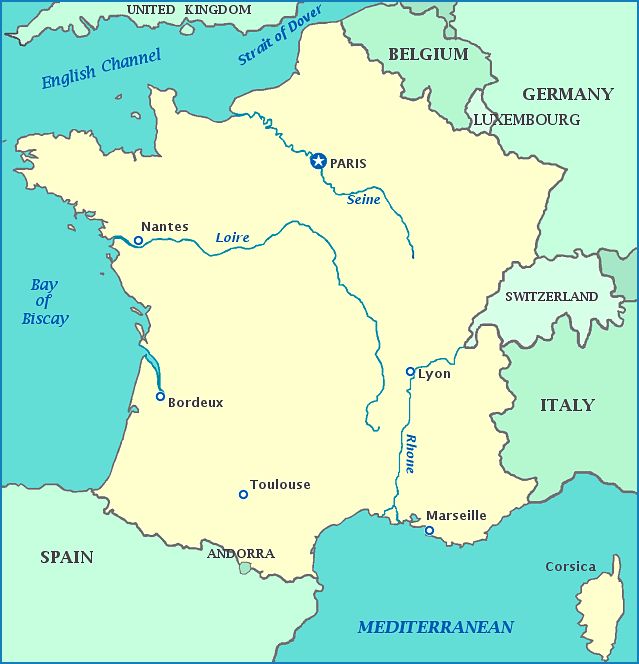 UNITED KINGDOM
Strait of Dover
English Channel
BELGIUM
GERMANY
LUXEMBOURG
PARIS
Seine
Nantes
Loire
Bay
of
Biscay
SWITZERLAND
Lyon
Bordeux
ITALY
Rhone
Toulouse
Marseille
SPAIN
ANDORRA
Corsica
MEDITERRANEAN